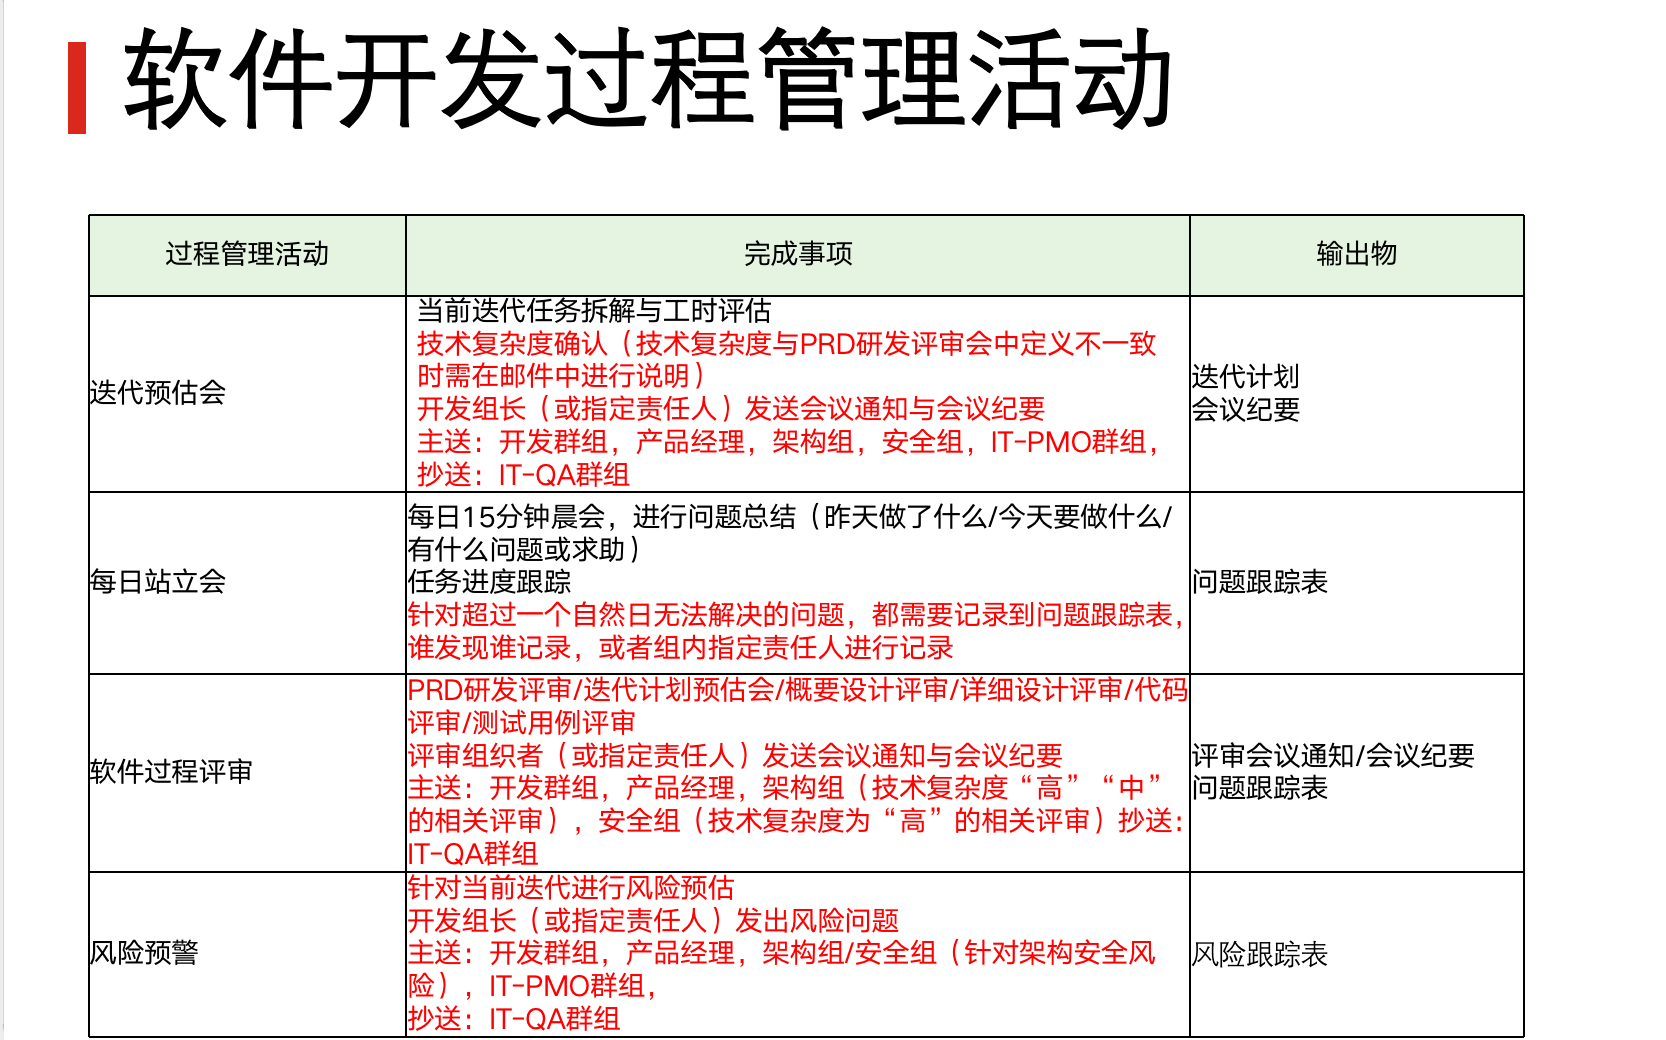 软件开发过程管理活动
过程管理活动
完成事项
输出物
迭代预估会
当前迭代任务拆解与工时评估
技术复杂度确认（技术复杂度与PRD研发评审会中定义不一致
时需在邮件中进行说明）
开发组长（或指定责任人）发送会议通知与会议纪要
主送：开发群组，产品经理，架构组，安全组，IT-PMO群组，
抄送：IT-QA群组
迭代计划
会议纪要
每日站立会
每日15分钟晨会，进行问题总结（昨天做了什么/今天要做什么/
有什么问题或求助）
任务进度跟踪
针对超过一个自然日无法解决的问题，都需要记录到问题跟踪表，
谁发现谁记录，或者组内指定责任人进行记录
问题跟踪表
软件过程评审
PRD研发评审/迭代计划预估会/概要设计评审/详细设计评审/代码
评审/测试用例评审
评审组织者（或指定责任人）发送会议通知与会议纪要
主送：开发群组，产品经理，架构组（技术复杂度“高”“中”
的相关评审），安全组（技术复杂度为“高”的相关评审）抄送：
IT-QA群组
评审会议通知/会议纪要
问题跟踪表
风险预警
针对当前迭代进行风险预估
开发组长（或指定责任人）发出风险问题
主送：开发群组，产品经理，架构组/安全组（针对架构安全风
险），IT-PMO群组，
抄送：IT-QA群组
风险跟踪表